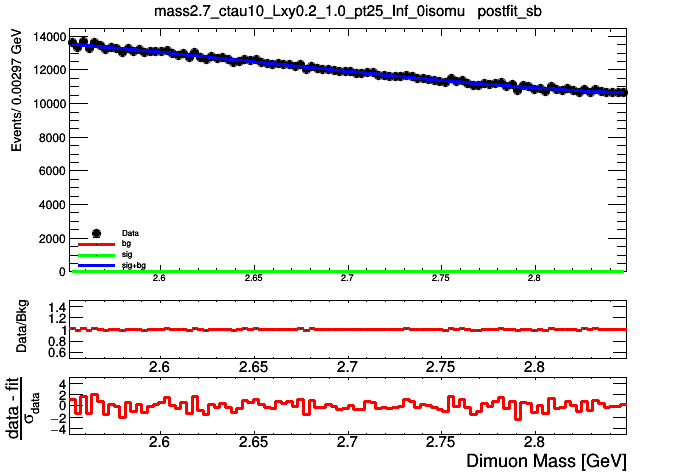 mass2.7_ctau10_Lxy0.2_1.0_pt25_Inf_0isomu postfit_sb
Events/ 0.00297 GeV
14000
12000
10000
8000
6000
4000
2000
0
Data
bg
sig
sig+bg
2.6 2.65 2.7 2.75 2.8
Data/Bkg
1.4
1.2
1
0.8
0.6
2.6 2.65 2.7 2.75 2.8
data - fit
σdata
4
2
0
−2
−4
2.6 2.65 2.7 2.75 2.8
Dimuon Mass [GeV]